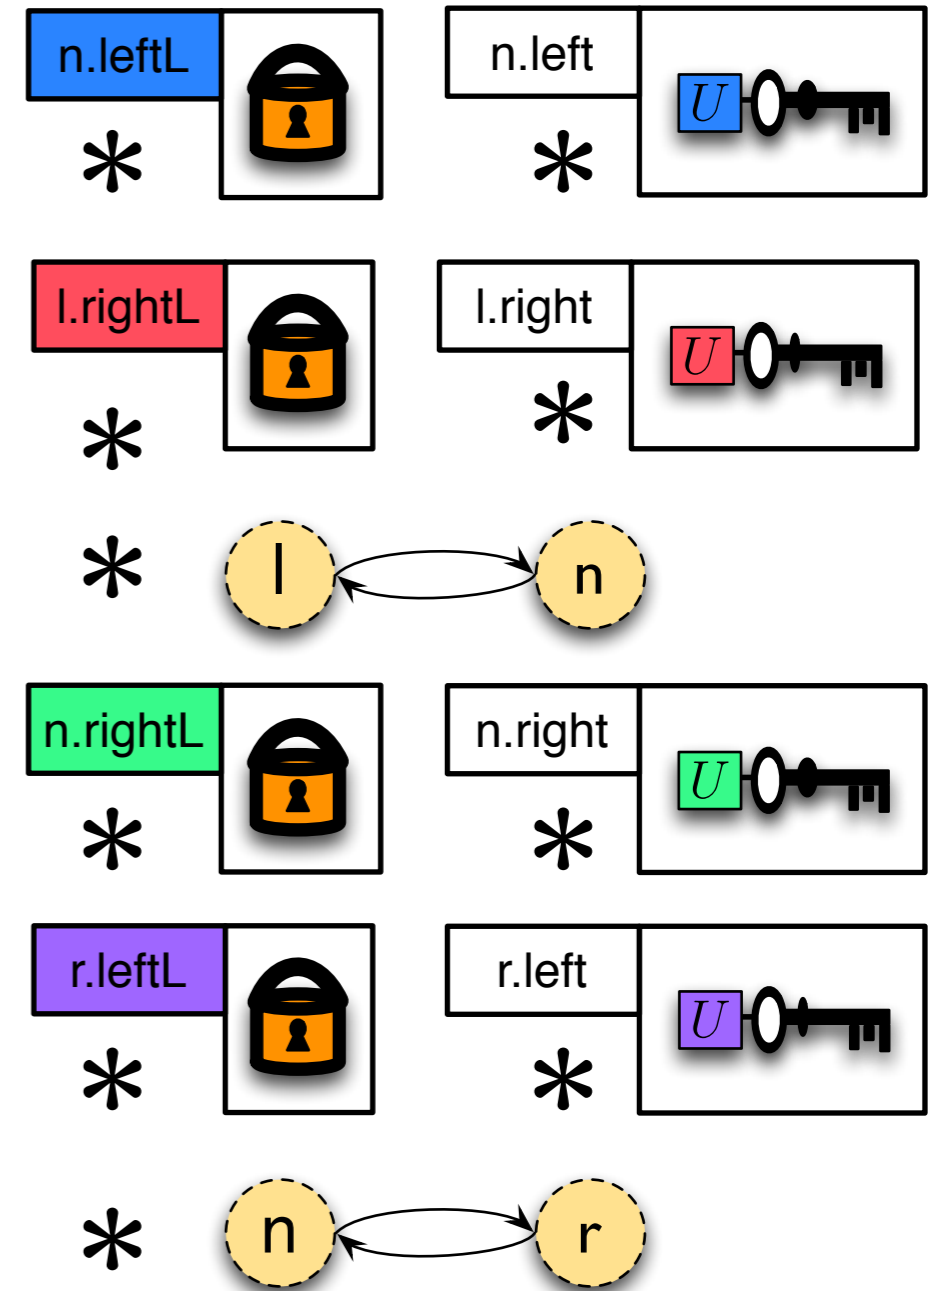 n.leftL n.left U
* *
l.rightL l.right U
* *
* l n
n.rightL n.right U
* *
r.leftL r.left U
* *
* n r